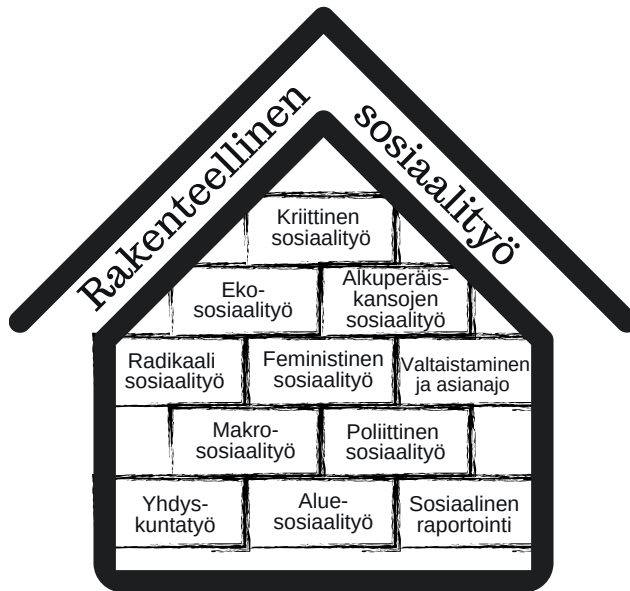 Rakenteellinen sosiaalityö
Kriittinen
sosiaalityö
Eko-
sosiaalityö
Alkuperäis-
kansojen
sosiaalityö
Radikaali
sosiaalityö
Feministinen
sosiaalityö
Valtaistaminen
ja asianajo
Makro-
sosiaalityö
Poliittinen
sosiaalityö
Yhdys-
kuntatyö
Alue-
sosiaalityö
Sosiaalinen
raportointi